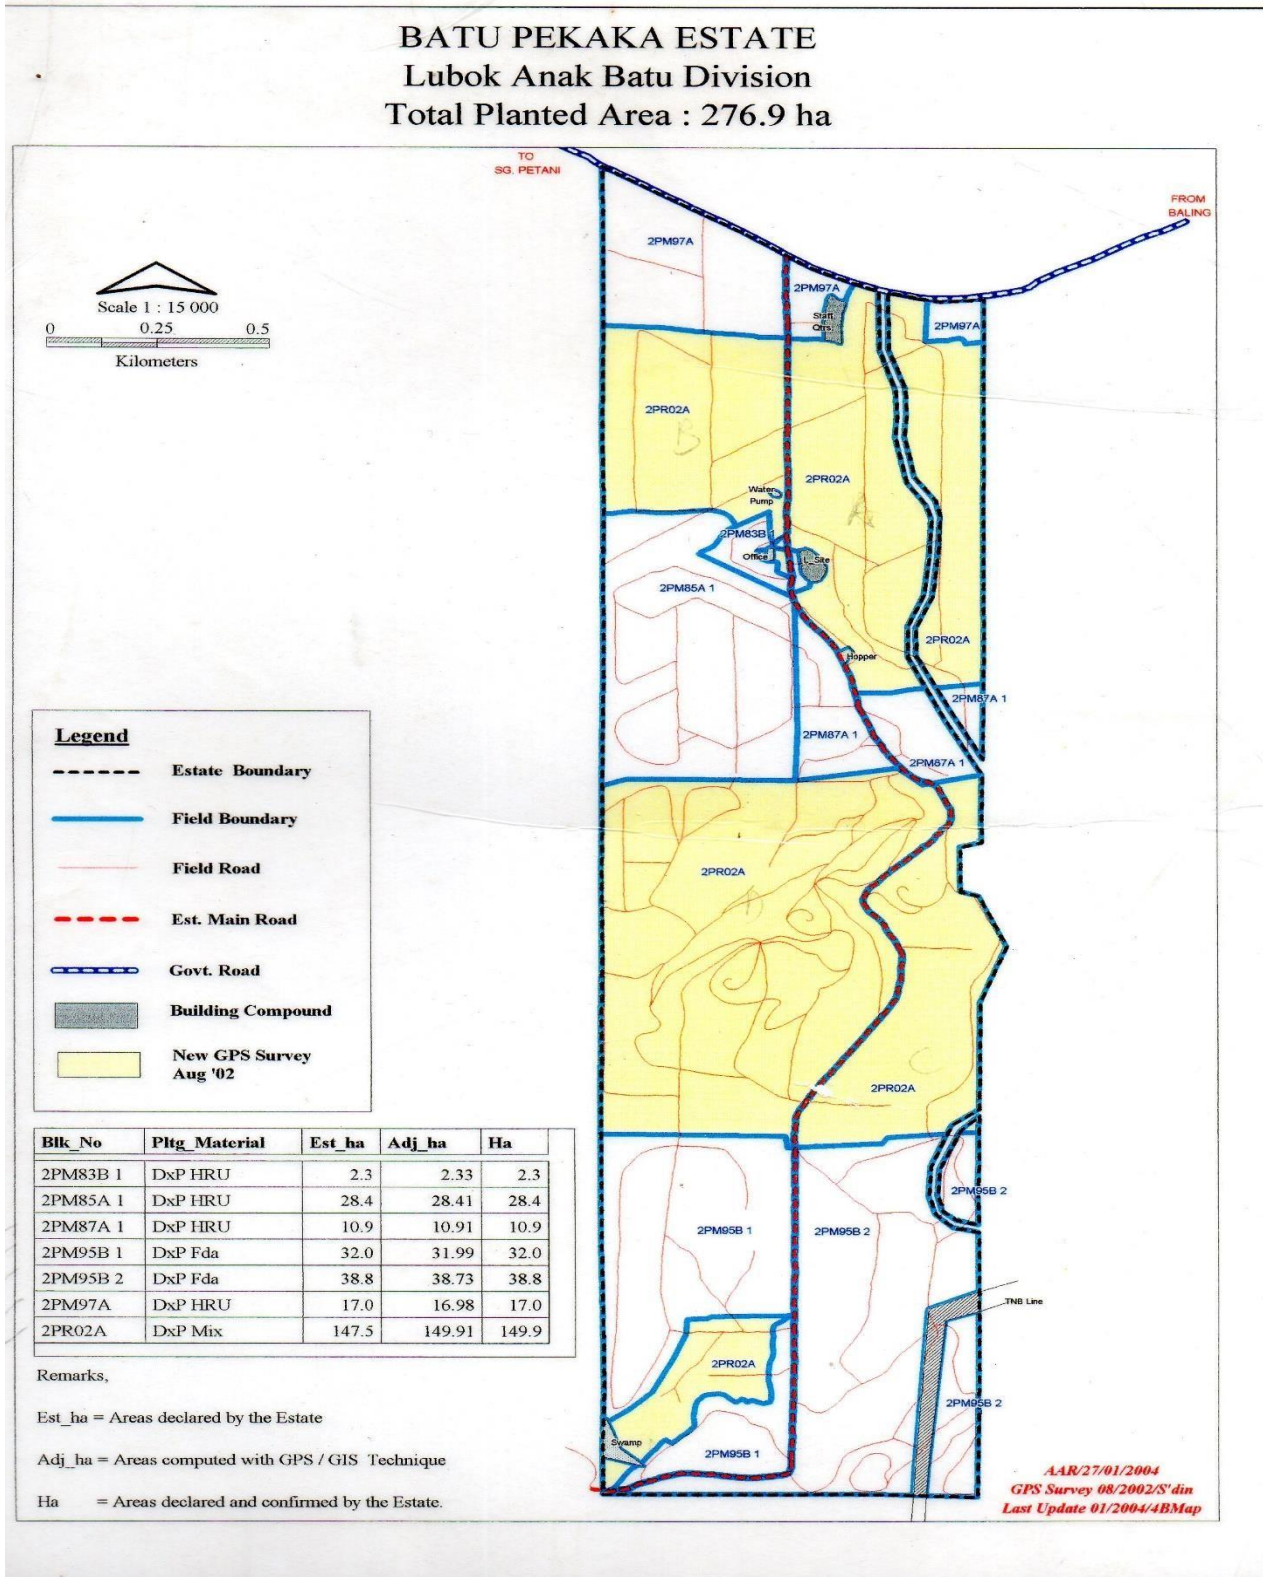 BATU PEKAKA ESTATE
Lubok Anak Batu Division
Total Planted Area : 276.9 ha
TO
SG. PETANI
FROM
BALING
Scale 1 : 15 000
0 0.25 0.5
Kilometers
2PM97A
2PM97A
Staff
Qtrs.
2PM97A
2PR02A
B
2PR02A
Water
Pump
2PM83B 1
Office
L_Site
2PM85A 1
2PR02A
Hopper
2PM87A 1
2PM87A 1
2PM87A 1
2PR02A
D
C
2PR02A
2PM95B 2
2PM95B 1
2PM95B 2
TNB Line
2PR02A
2PM95B 2
Swamp
2PM95B 1
Legend
Estate Boundary
Field Boundary
Field Road
Est. Main Road
Govt. Road
Building Compound
New GPS Survey
Aug '02
Blk_No Pltg_Material Est_ha Adj_ha Ha
2PM83B 1 DxP HRU 2.3 2.33 2.3
2PM85A 1 DxP HRU 28.4 28.41 28.4
2PM87A 1 DxP HRU 10.9 10.91 10.9
2PM95B 1 DxP Fda 32.0 31.99 32.0
2PM95B 2 DxP Fda 38.8 38.73 38.8
2PM97A DxP HRU 17.0 16.98 17.0
2PR02A DxP Mix 147.5 149.91 149.9
Remarks,
Est_ha = Areas declared by the Estate
Adj_ha = Areas computed with GPS / GIS Technique
Ha = Areas declared and confirmed by the Estate.
AAR/27/01/2004
GPS Survey 08/2002/S'din
Last Update 01/2004/4BMap